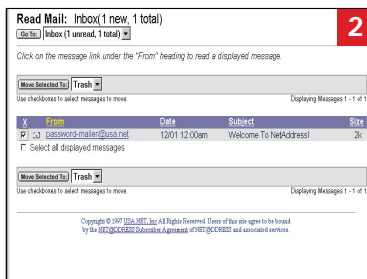 Read Mail: Inbox(1 new, 1 total)
Go To: Inbox (1 unread, 1 total)
2
Click on the message link under the "From" heading to read a displayed message.
Move Selected To: Trash
Use checkboxes to select messages to move. Displaying Messages 1 - 1 of 1
X From Date Subject Size
password-mailer@usa.net 12/01 12:00am Welcome To NetAddress! 2k
Select all displayed messages
Move Selected To: Trash
Use checkboxes to select messages to move. Displaying Messages 1 - 1 of 1
Copyright © 1997 USA.NET, Inc All Rights Reserved. Users of this site agree to be bound
by the NET@DDRESS Subscriber Agreement of NET@DDRESS and associated services.